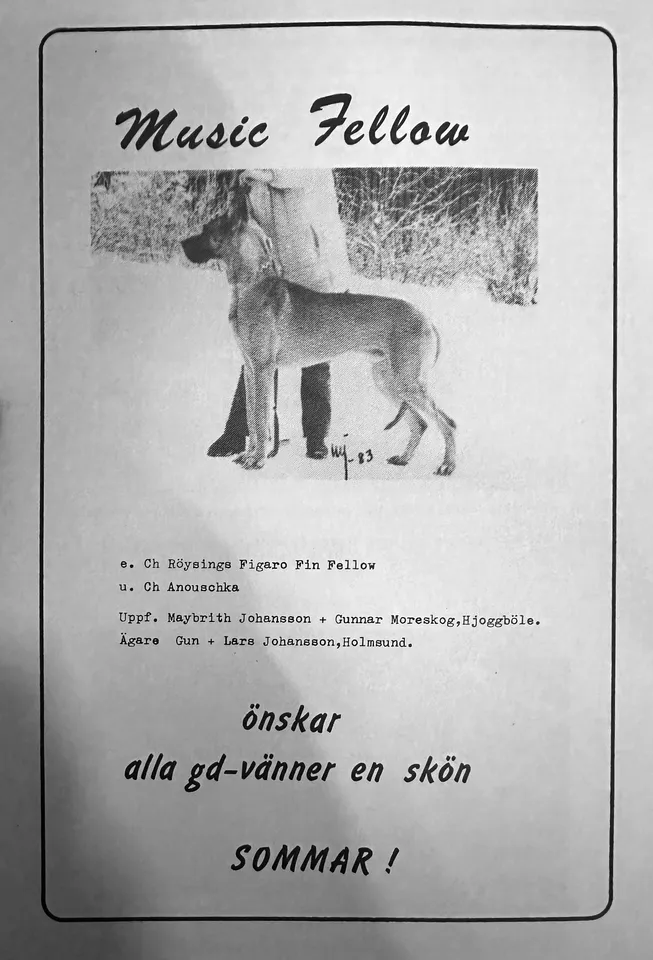 Music Fellow
-83
e. Ch Röysings Figaro Fin Fellow
u. Ch Anouschka
Uppf. Maybrith Johansson + Gunnar Moreskog,Hjoggböle.
Ägare Gun + Lars Johansson,Holmsund.
önskar
alla gd-vänner en skön
SOMMAR !